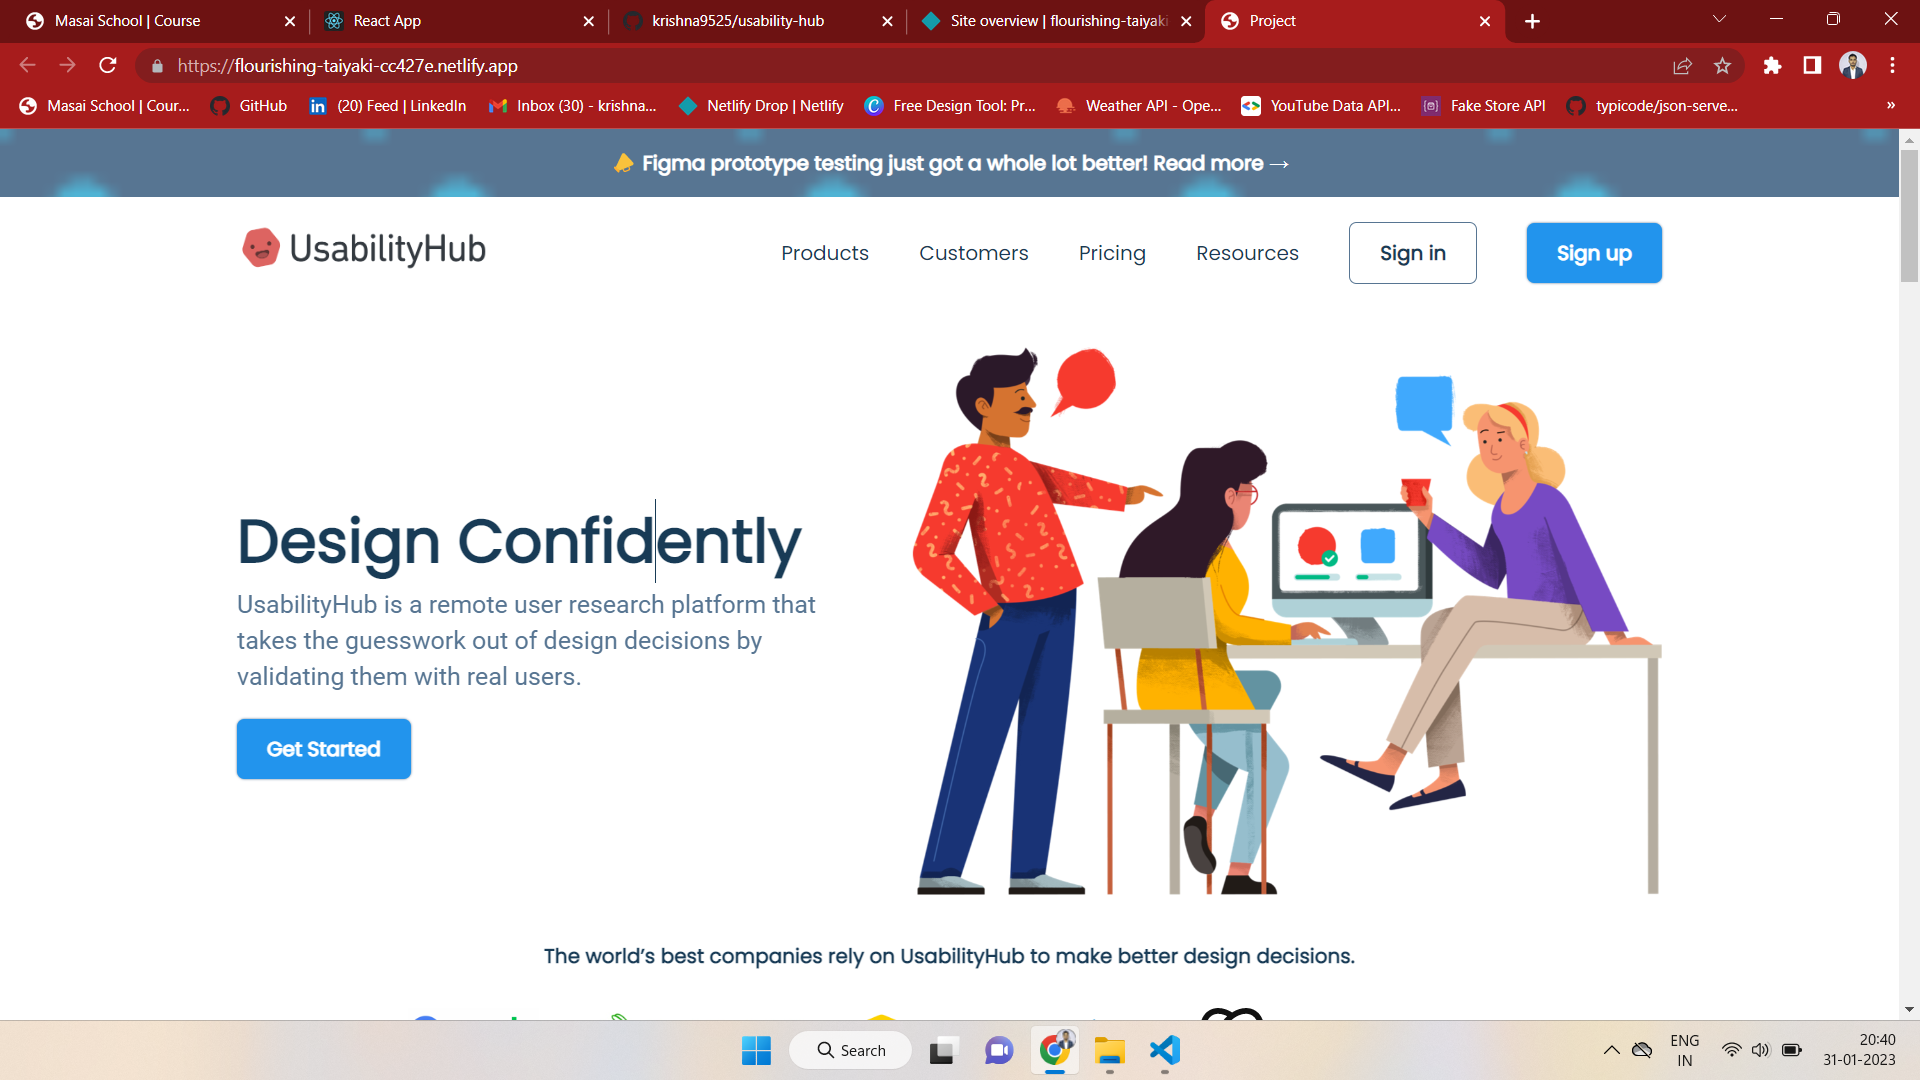 Masai School | Course
React App
krishna9525/usability-hub
Site overview | flourishing-taiyaki
Project
https://flourishing-taiyaki-cc427e.netlify.app
Masai School | Cour...
GitHub
(20) Feed | LinkedIn
Inbox (30) - krishna...
Netlify Drop | Netlify
Free Design Tool: Pr...
Weather API - Ope...
YouTube Data API...
Fake Store API
typicode/json-serve...
»
Figma prototype testing just got a whole lot better! Read more →
UsabilityHub
Products
Customers
Pricing
Resources
Sign in
Sign up
Design Confidently
UsabilityHub is a remote user research platform that
takes the guesswork out of design decisions by
validating them with real users.
Get Started
The world’s best companies rely on UsabilityHub to make better design decisions.
Search
ENG
IN
20:40
31-01-2023